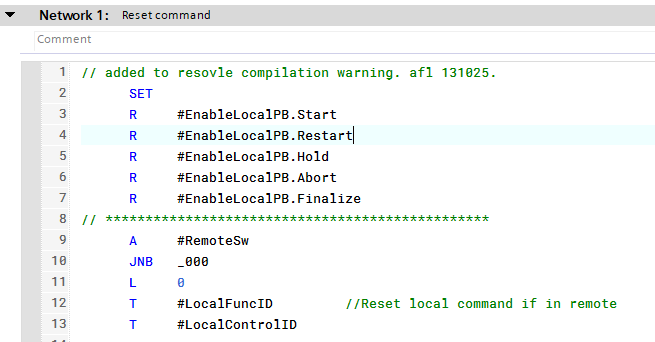 Network 1: Reset command
Comment
1 // added to resovle compilation warning. afl 131025.
2 SET
3 R #EnableLocalPB.Start
4 R #EnableLocalPB.Restart
5 R #EnableLocalPB.Hold
6 R #EnableLocalPB.Abort
7 R #EnableLocalPB.Finalize
8 // ************************************************
9 A #RemoteSw
10 JNB _000
11 L 0
12 T #LocalFuncID //Reset local command if in remote
13 T #LocalControlID